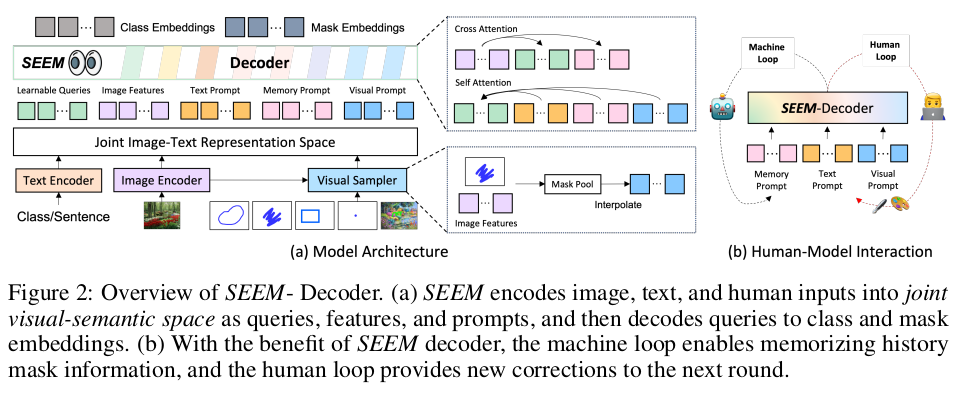 Class Embeddings
Mask Embeddings
SEEM
Decoder
Learnable Queries
Image Features
Text Prompt
Memory Prompt
Visual Prompt
Joint Image-Text Representation Space
Text Encoder
Image Encoder
Visual Sampler
Class/Sentence
Cross Attention
Self Attention
Mask Pool
Interpolate
Image Features
(a) Model Architecture
Machine
Loop
Human
Loop
SEEM-Decoder
Memory
Prompt
Text
Prompt
Visual
Prompt
(b) Human-Model Interaction
Figure 2: Overview of SEEM- Decoder. (a) SEEM encodes image, text, and human inputs into joint
visual-semantic space as queries, features, and prompts, and then decodes queries to class and mask
embeddings. (b) With the benefit of SEEM decoder, the machine loop enables memorizing history
mask information, and the human loop provides new corrections to the next round.